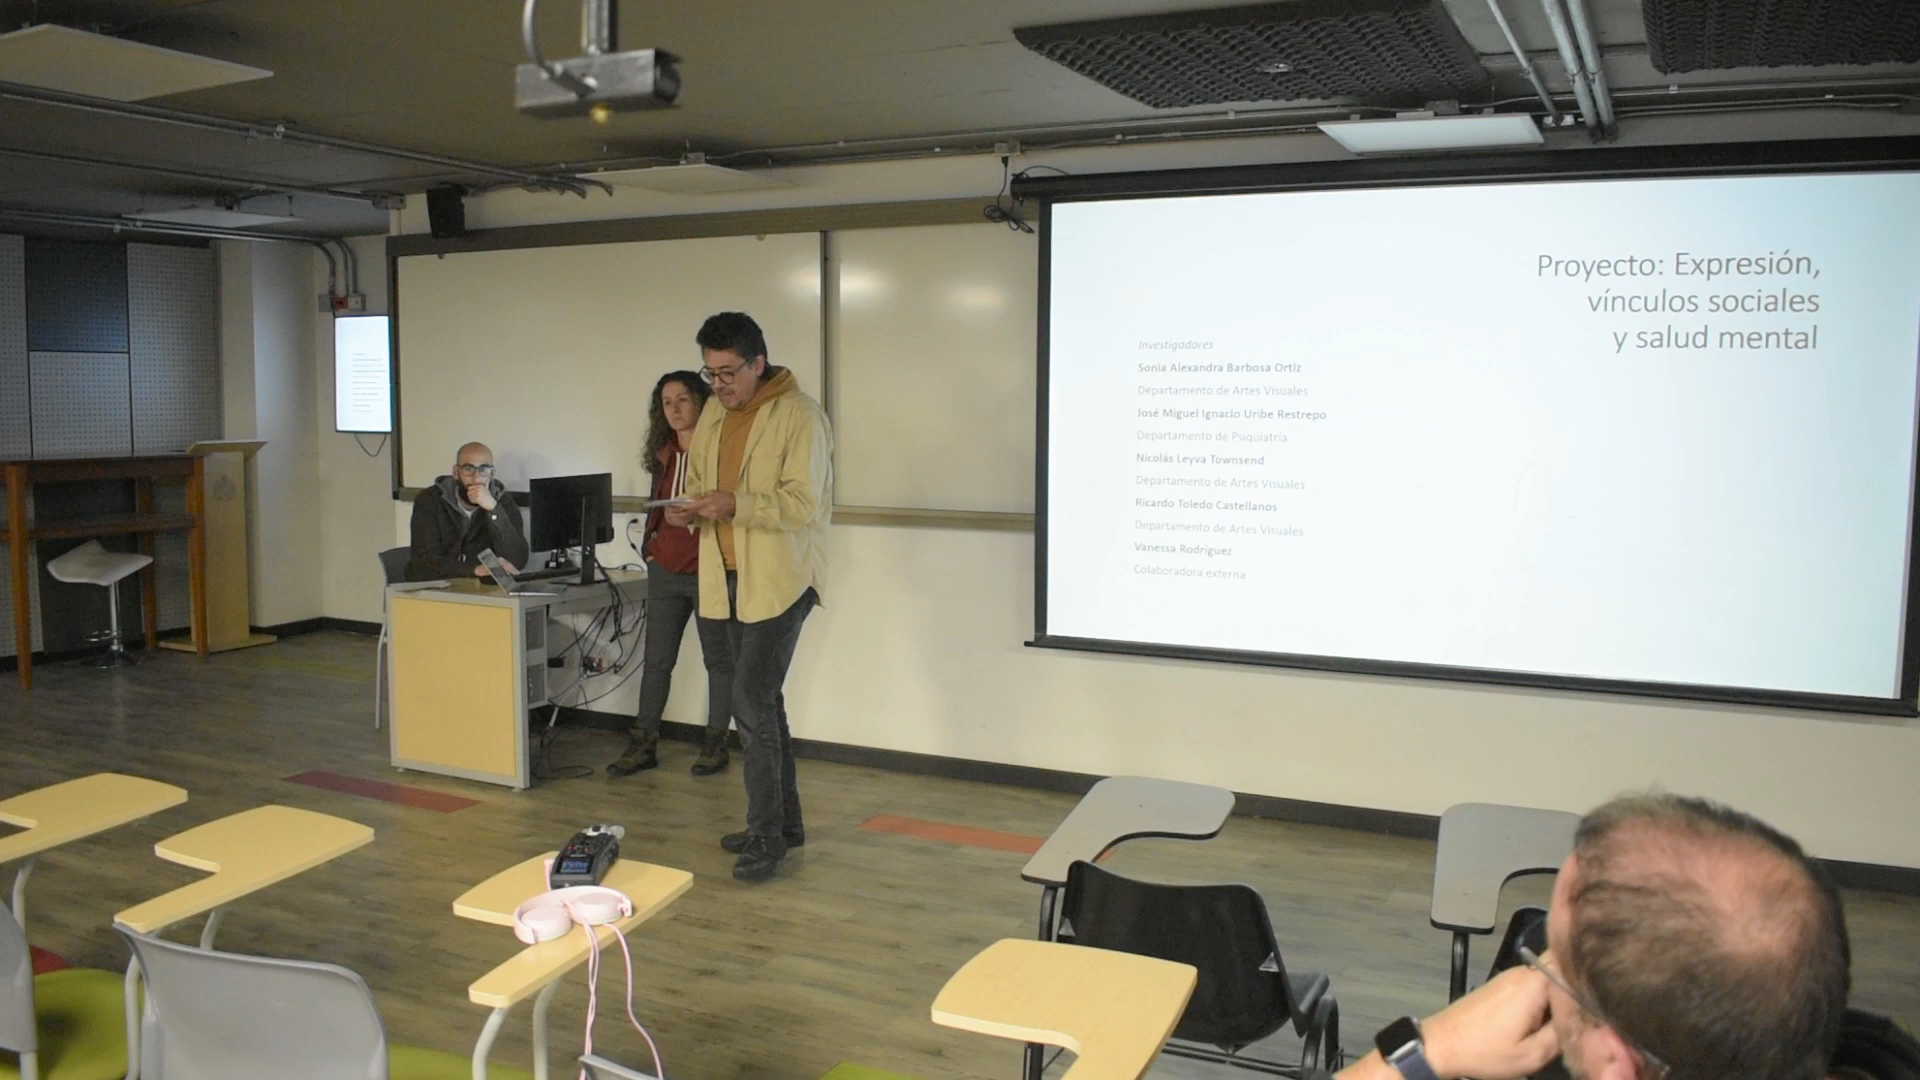 Proyecto: Expresión,
vínculos sociales
y salud mental
Investigadores
Sonia Alexandra Barbosa Ortiz
Departamento de Artes Visuales
José Miguel Ignacio Uribe Restrepo
Departamento de Psiquiatría
Nicolás Leyva Townsend
Departamento de Artes Visuales
Ricardo Toledo Castellanos
Departamento de Artes Visuales
Vanessa Rodríguez
Colaboradora externa